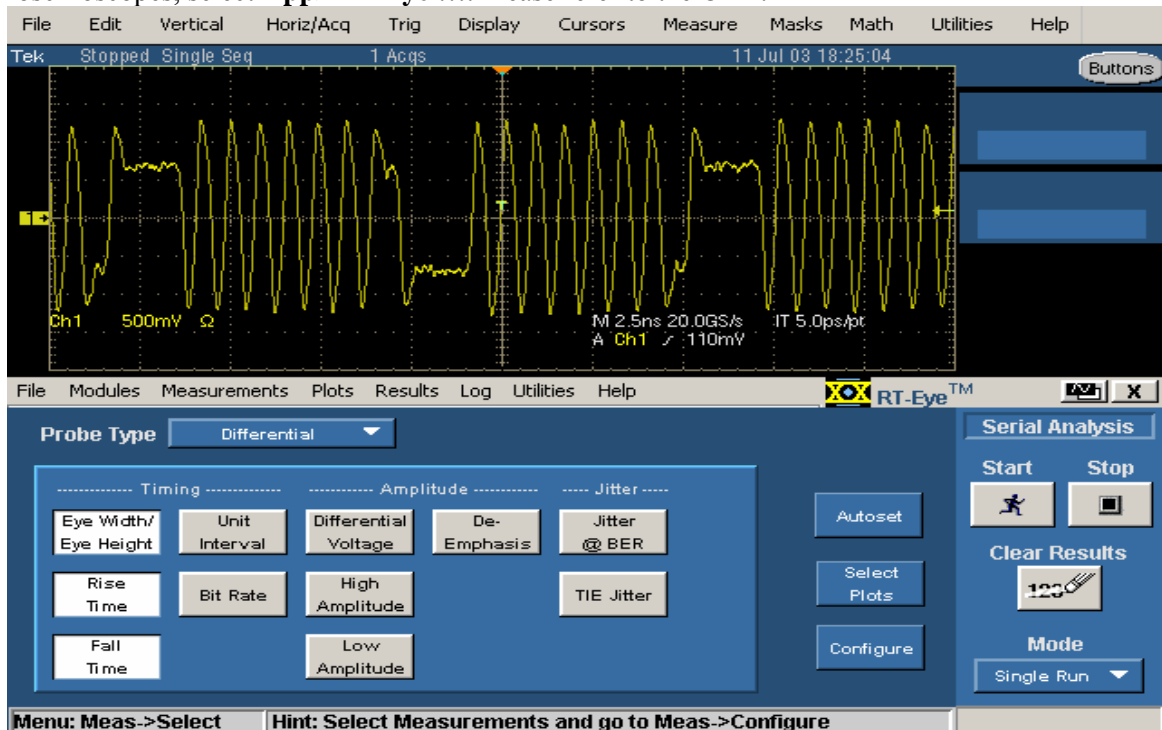 File Edit Vertical Horiz/Acq Trig Display Cursors Measure Masks Math Utilities Help
Tek Stopped Single Seq 1 Acqs 11 Jul 03 18:25:04
Buttons
1
T
Ch1 500mV Ω M 2.5ns 20.0GS/s IT 5.0ps/pt
A Ch1 / 110mV
File Modules Measurements Plots Results Log Utilities Help RT-Eye™ X
Probe Type Differential
Serial Analysis
Start Stop
Timing Amplitude Jitter
Eye Width/
Eye Height
Unit
Interval
Differential
Voltage
De-
Emphasis
Jitter
@ BER
Autoset
Clear Results
123
Rise
Time
Bit Rate
High
Amplitude
TIE Jitter
Select
Plots
Fall
Time
Low
Amplitude
Configure
Mode
Single Run
Menu: Meas->Select Hint: Select Measurements and go to Meas->Configure